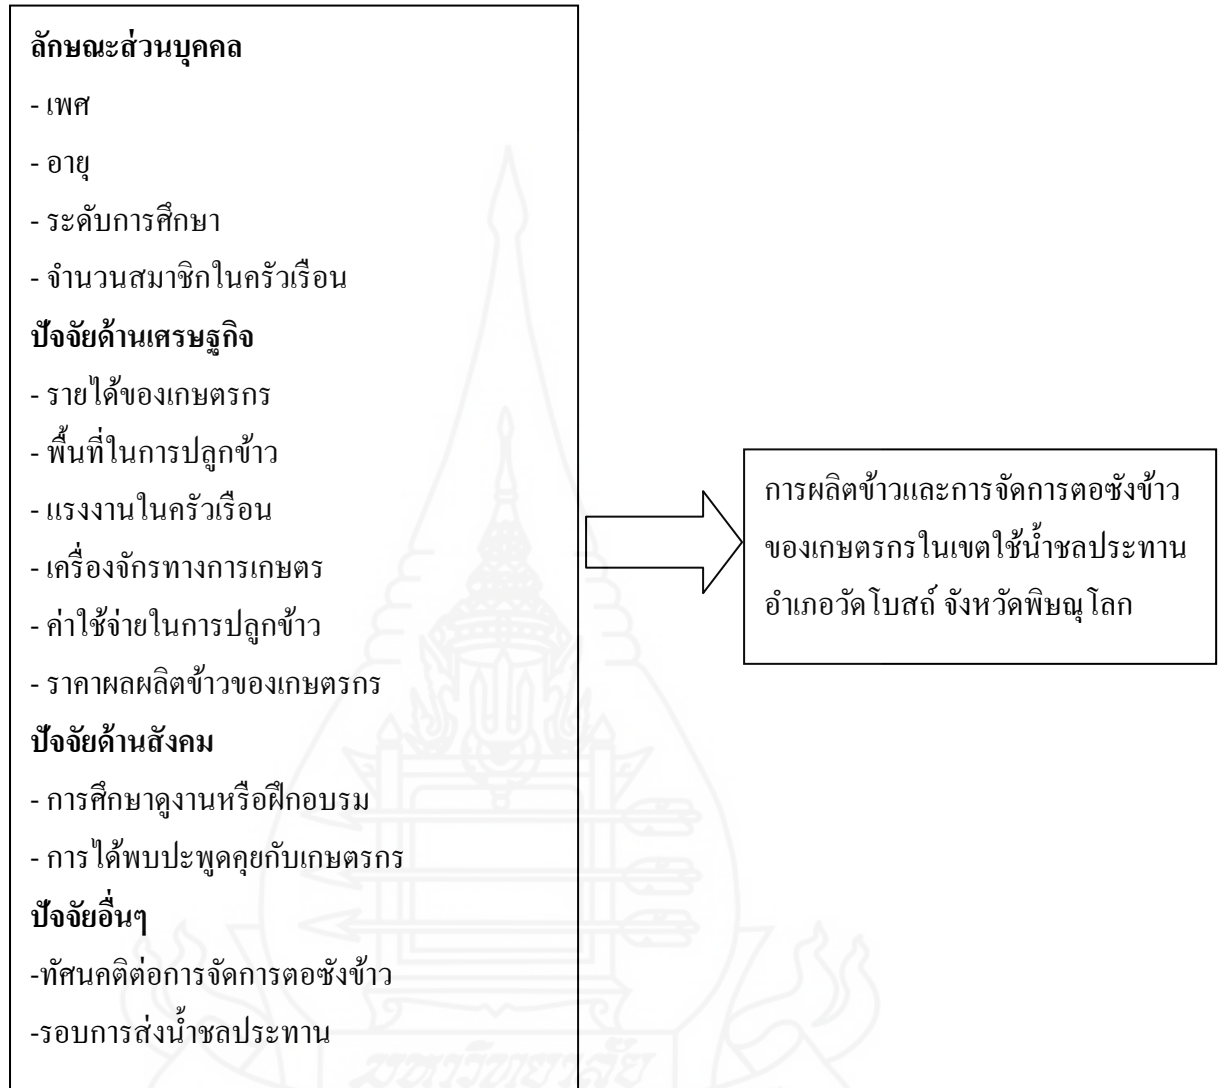 ลักษณะส่วนบุคคล
- เพศ
- อายุ
- ระดับการศึกษา
- จำนวนสมาชิกในครัวเรือน
ปัจจัยด้านเศรษฐกิจ
- รายได้ของเกษตรกร
- พื้นที่ในการปลูกข้าว
- แรงงานในครัวเรือน
- เครื่องจักรทางการเกษตร
- ค่าใช้จ่ายในการปลูกข้าว
- ราคาผลผลิตข้าวของเกษตรกร
ปัจจัยด้านสังคม
- การศึกษาดูงานหรือฝึกอบรม
- การได้พบปะพูดคุยกับเกษตรกร
ปัจจัยอื่นๆ
-ทัศนคติต่อการจัดการตอซังข้าว
-รอบการส่งน้ำชลประทาน
การผลิตข้าวและการจัดการตอซังข้าว
ของเกษตรกรในเขตใช้น้ำชลประทาน
อำเภอวัดโบสถ์ จังหวัดพิษณุโลก
มหาวิทยาลัย